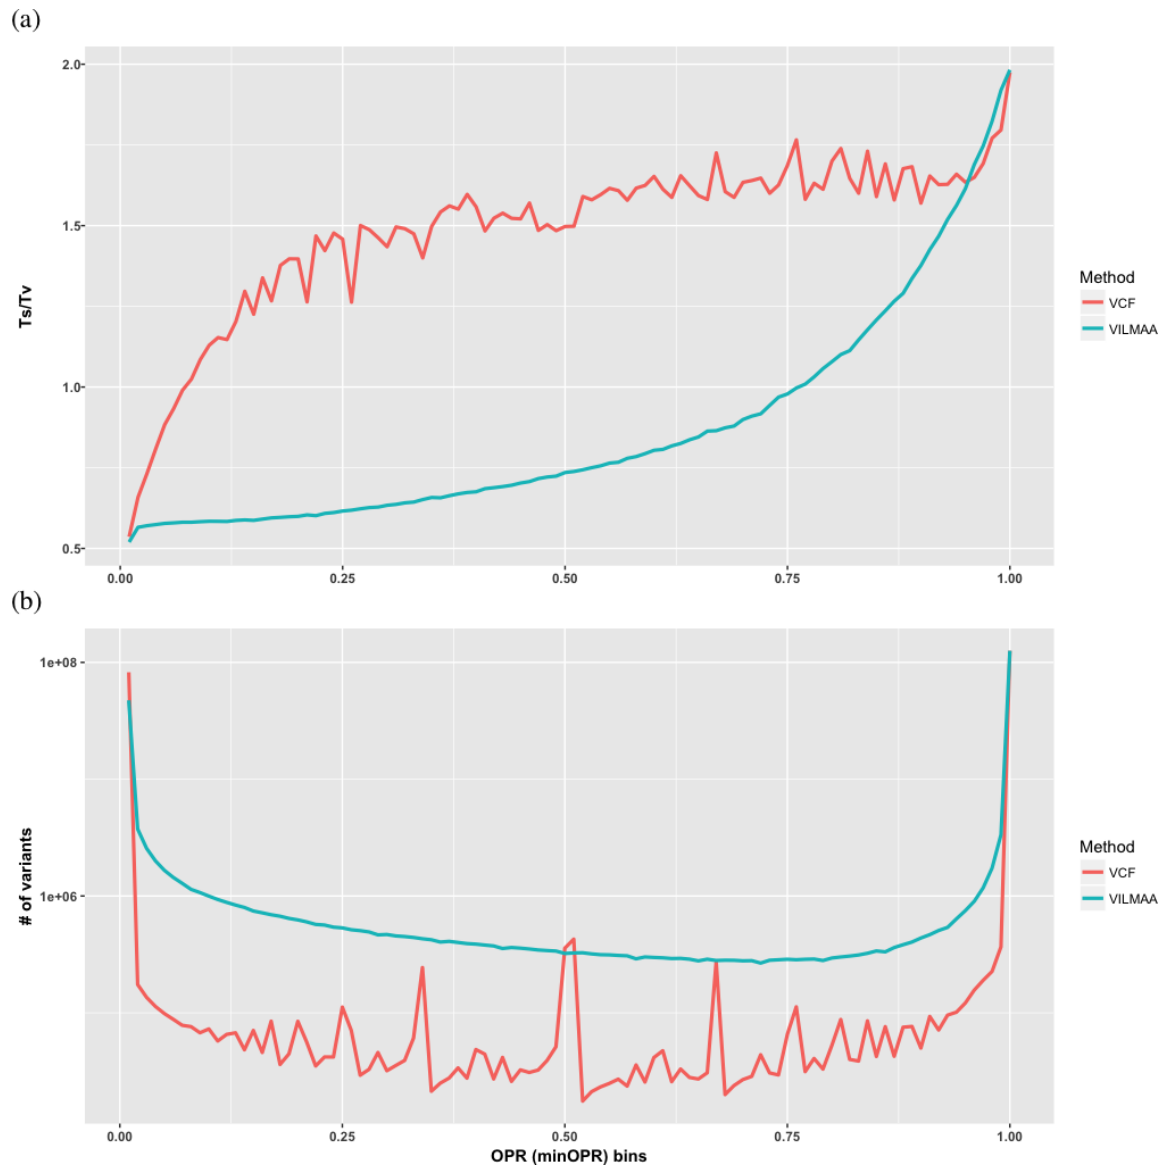 (a)
2.0
1.5
1.0
0.5
Ts/Tv
0.00 0.25 0.50 0.75 1.00
Method
VCF
VILMAA
(b)
1e+08
1e+06
# of variants
0.00 0.25 0.50 0.75 1.00
OPR (minOPR) bins
Method
VCF
VILMAA